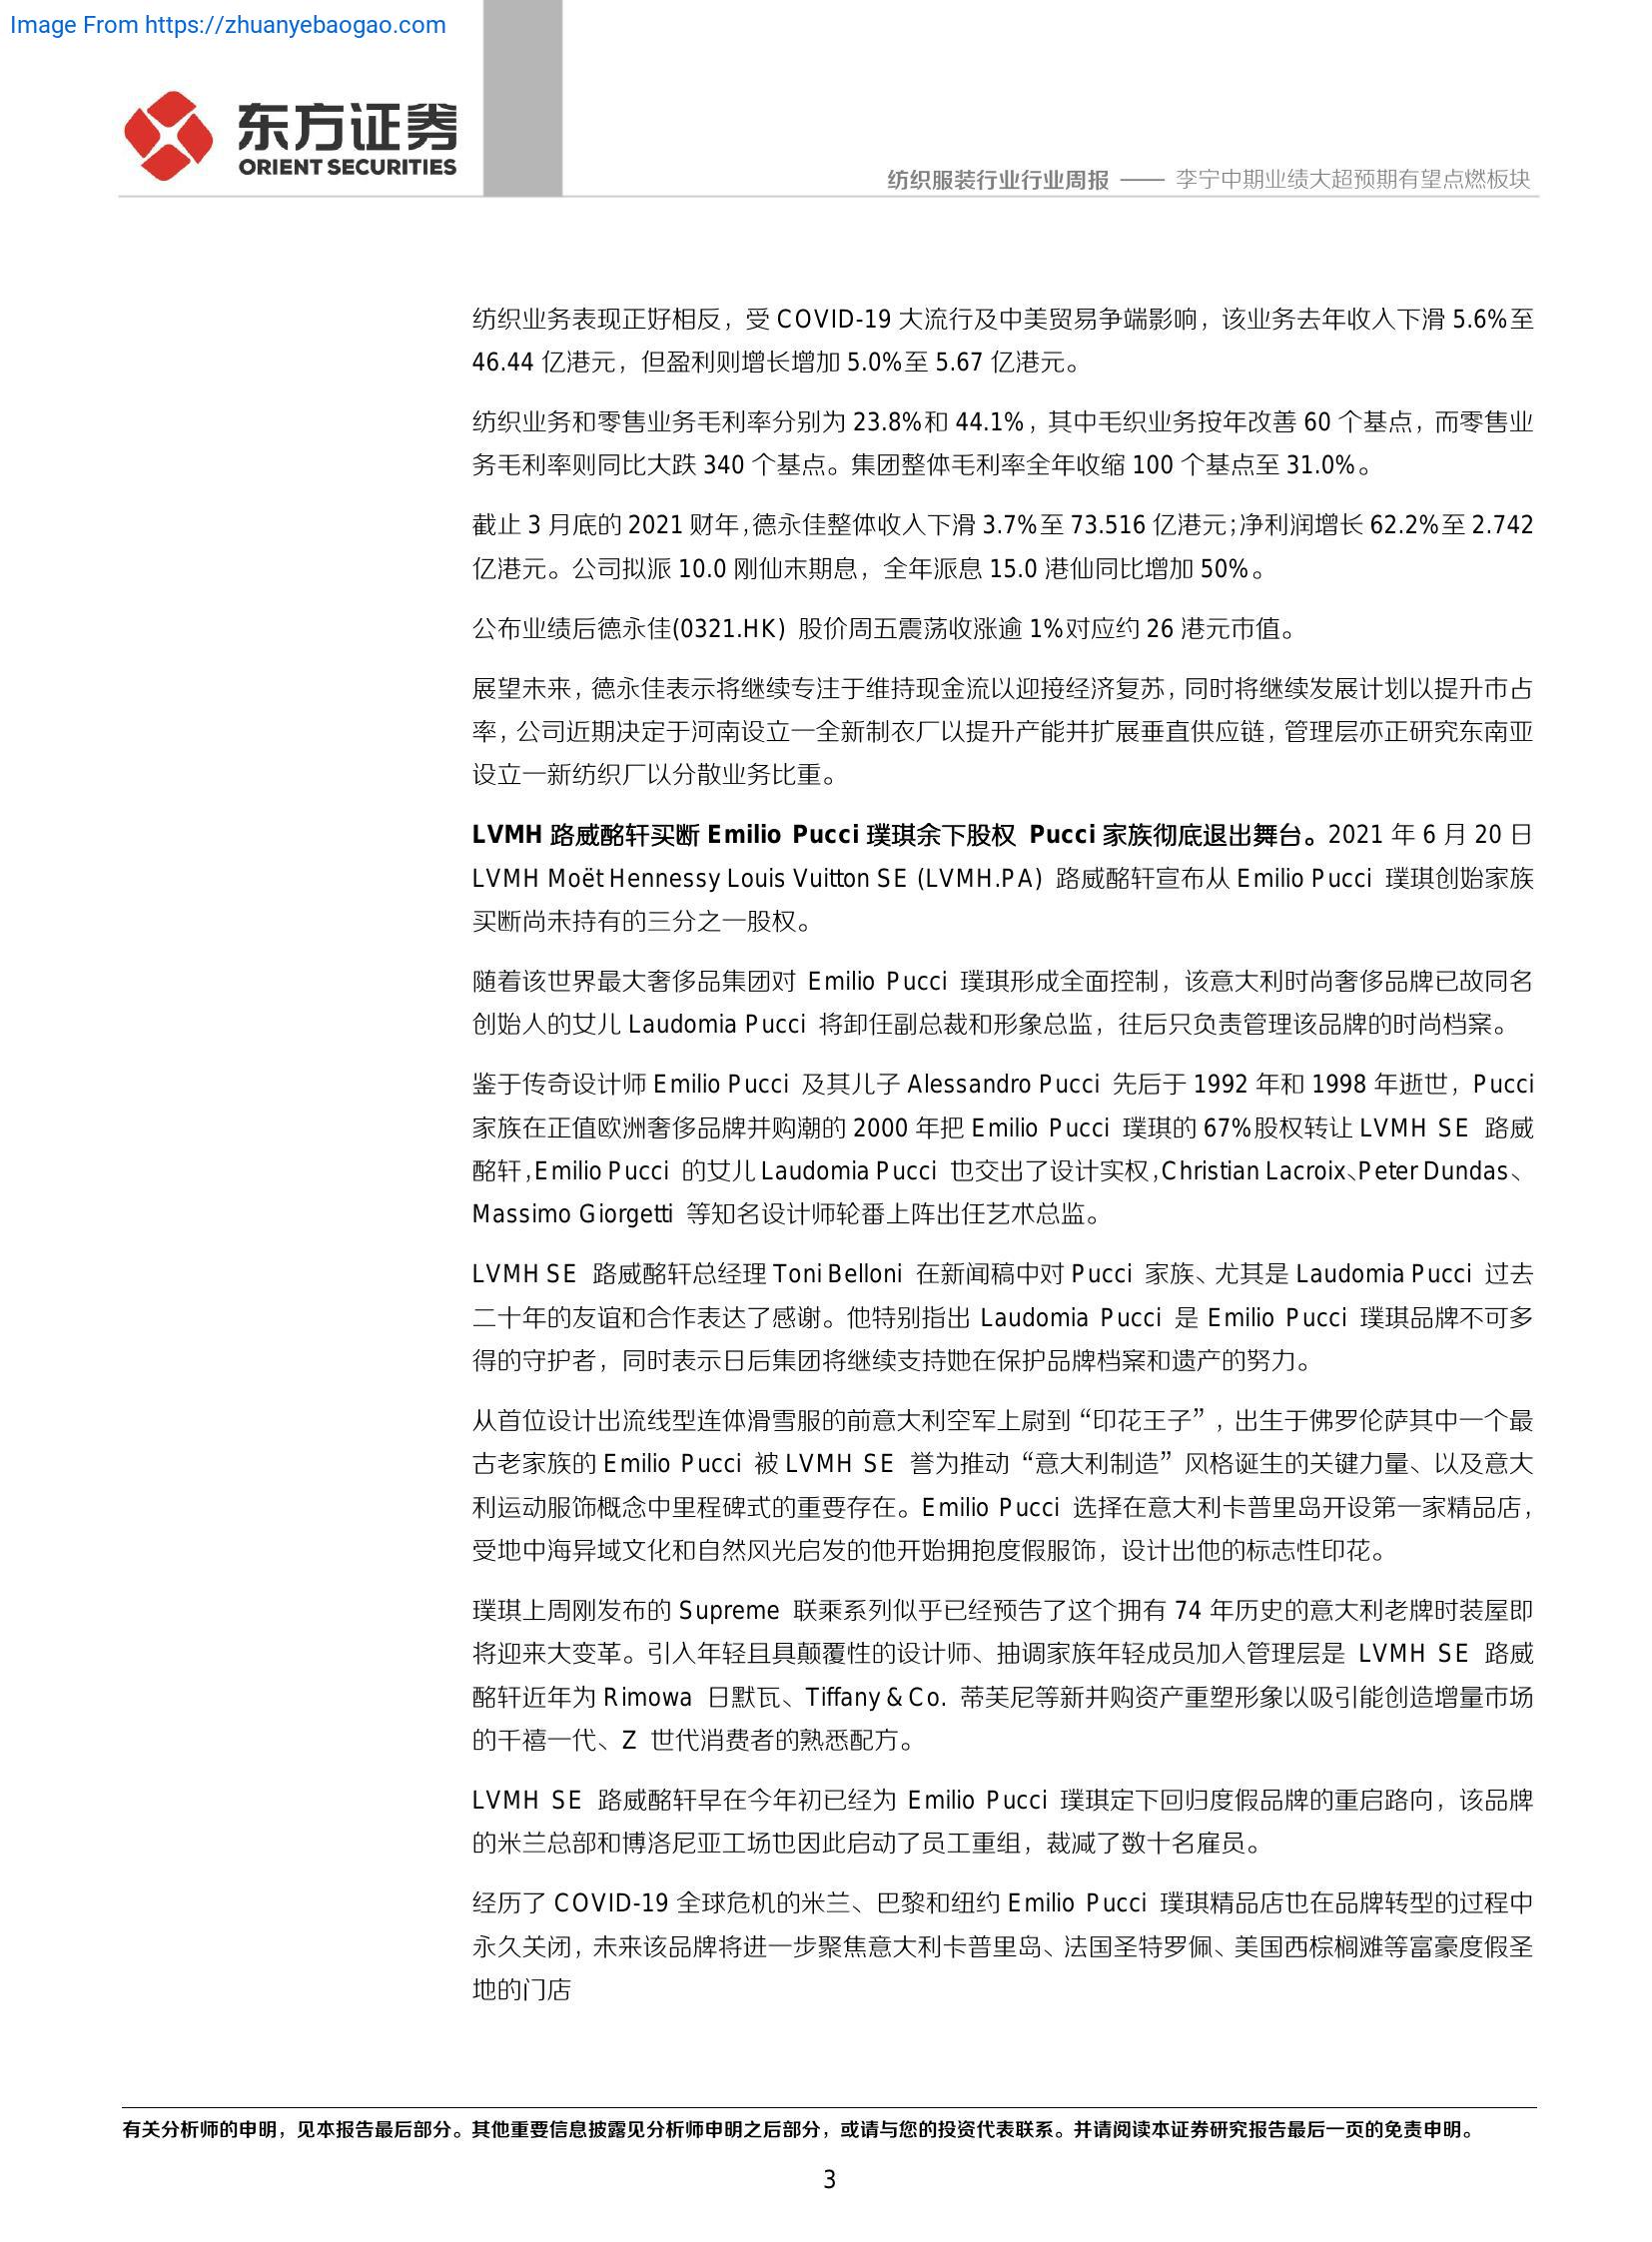 Image From https://zhuanyebaogao.com
东方证券
ORIENT SECURITIES
纺织服装行业行业周报 —— 李宁中期业绩大超预期有望点燃板块
纺织业务表现正好相反，受 COVID-19 大流行及中美贸易争端影响，该业务去年收入下滑 5.6%至
46.44 亿港元，但盈利则增长增加 5.0%至 5.67 亿港元。
纺织业务和零售业务毛利率分别为 23.8%和 44.1%，其中毛织业务按年改善 60 个基点，而零售业
务毛利率则同比大跌 340 个基点。集团整体毛利率全年收缩 100 个基点至 31.0%。
截止 3 月底的 2021 财年，德永佳整体收入下滑 3.7%至 73.516 亿港元；净利润增长 62.2%至 2.742
亿港元。公司拟派 10.0 刚仙末期息，全年派息 15.0 港仙同比增加 50%。
公布业绩后德永佳(0321.HK) 股价周五震荡收涨逾 1%对应约 26 港元市值。
展望未来，德永佳表示将继续专注于维持现金流以迎接经济复苏，同时将继续发展计划以提升市占
率，公司近期决定于河南设立一全新制衣厂以提升产能并扩展垂直供应链，管理层亦正研究东南亚
设立一新纺织厂以分散业务比重。
LVMH 路威酩轩买断 Emilio Pucci 璞琪余下股权 Pucci 家族彻底退出舞台。2021 年 6 月 20 日
LVMH Moët Hennessy Louis Vuitton SE (LVMH.PA) 路威酩轩宣布从 Emilio Pucci 璞琪创始家族
买断尚未持有的三分之一股权。
随着该世界最大奢侈品集团对 Emilio Pucci 璞琪形成全面控制，该意大利时尚奢侈品牌已故同名
创始人的女儿 Laudomia Pucci 将卸任副总裁和形象总监，往后只负责管理该品牌的时尚档案。
鉴于传奇设计师 Emilio Pucci 及其儿子 Alessandro Pucci 先后于 1992 年和 1998 年逝世，Pucci
家族在正值欧洲奢侈品牌并购潮的 2000 年把 Emilio Pucci 璞琪的 67%股权转让 LVMH SE 路威
酩轩，Emilio Pucci 的女儿 Laudomia Pucci 也交出了设计实权，Christian Lacroix、Peter Dundas、
Massimo Giorgetti 等知名设计师轮番上阵出任艺术总监。
LVMH SE 路威酩轩总经理 Toni Belloni 在新闻稿中对 Pucci 家族、尤其是 Laudomia Pucci 过去
二十年的友谊和合作表达了感谢。他特别指出 Laudomia Pucci 是 Emilio Pucci 璞琪品牌不可多
得的守护者，同时表示日后集团将继续支持她在保护品牌档案和遗产的努力。
从首位设计出流线型连体滑雪服的前意大利空军上尉到“印花王子”，出生于佛罗伦萨其中一个最
古老家族的 Emilio Pucci 被 LVMH SE 誉为推动“意大利制造”风格诞生的关键力量、以及意大
利运动服饰概念中里程碑式的重要存在。Emilio Pucci 选择在意大利卡普里岛开设第一家精品店，
受地中海异域文化和自然风光启发的他开始拥抱度假服饰，设计出他的标志性印花。
璞琪上周刚发布的 Supreme 联乘系列似乎已经预告了这个拥有 74 年历史的意大利老牌时装屋即
将迎来大变革。引入年轻且具颠覆性的设计师、抽调家族年轻成员加入管理层是 LVMH SE 路威
酩轩近年为 Rimowa 日默瓦、Tiffany & Co. 蒂芙尼等新并购资产重塑形象以吸引能创造增量市场
的千禧一代、Z 世代消费者的熟悉配方。
LVMH SE 路威酩轩早在今年初已经为 Emilio Pucci 璞琪定下回归度假品牌的重启路向，该品牌
的米兰总部和博洛尼亚工场也因此启动了员工重组，裁减了数十名雇员。
经历了 COVID-19 全球危机的米兰、巴黎和纽约 Emilio Pucci 璞琪精品店也在品牌转型的过程中
永久关闭，未来该品牌将进一步聚焦意大利卡普里岛、法国圣特罗佩、美国西棕榈滩等富豪度假圣
地的门店
有关分析师的申明，见本报告最后部分。其他重要信息披露见分析师申明之后部分，或请与您的投资代表联系。并请阅读本证券研究报告最后一页的免责申明。
3